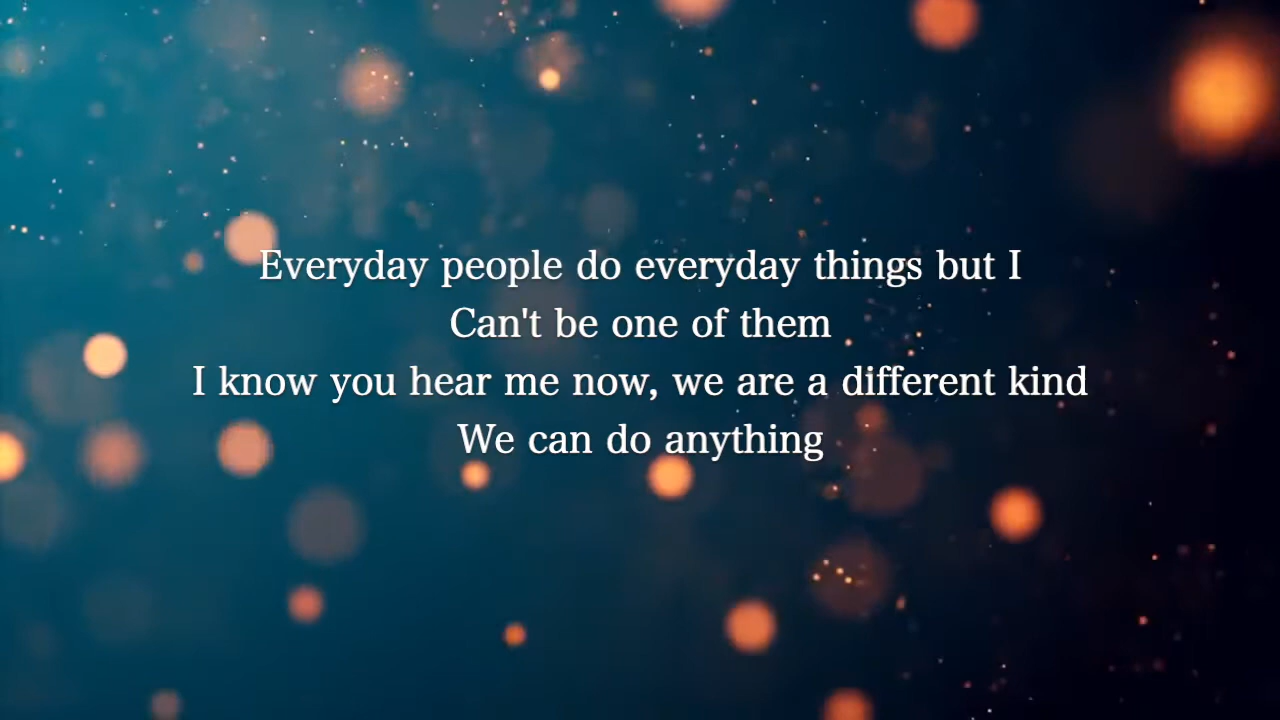 Everyday people do everyday things but I
Can't be one of them
I know you hear me now, we are a different kind
We can do anything